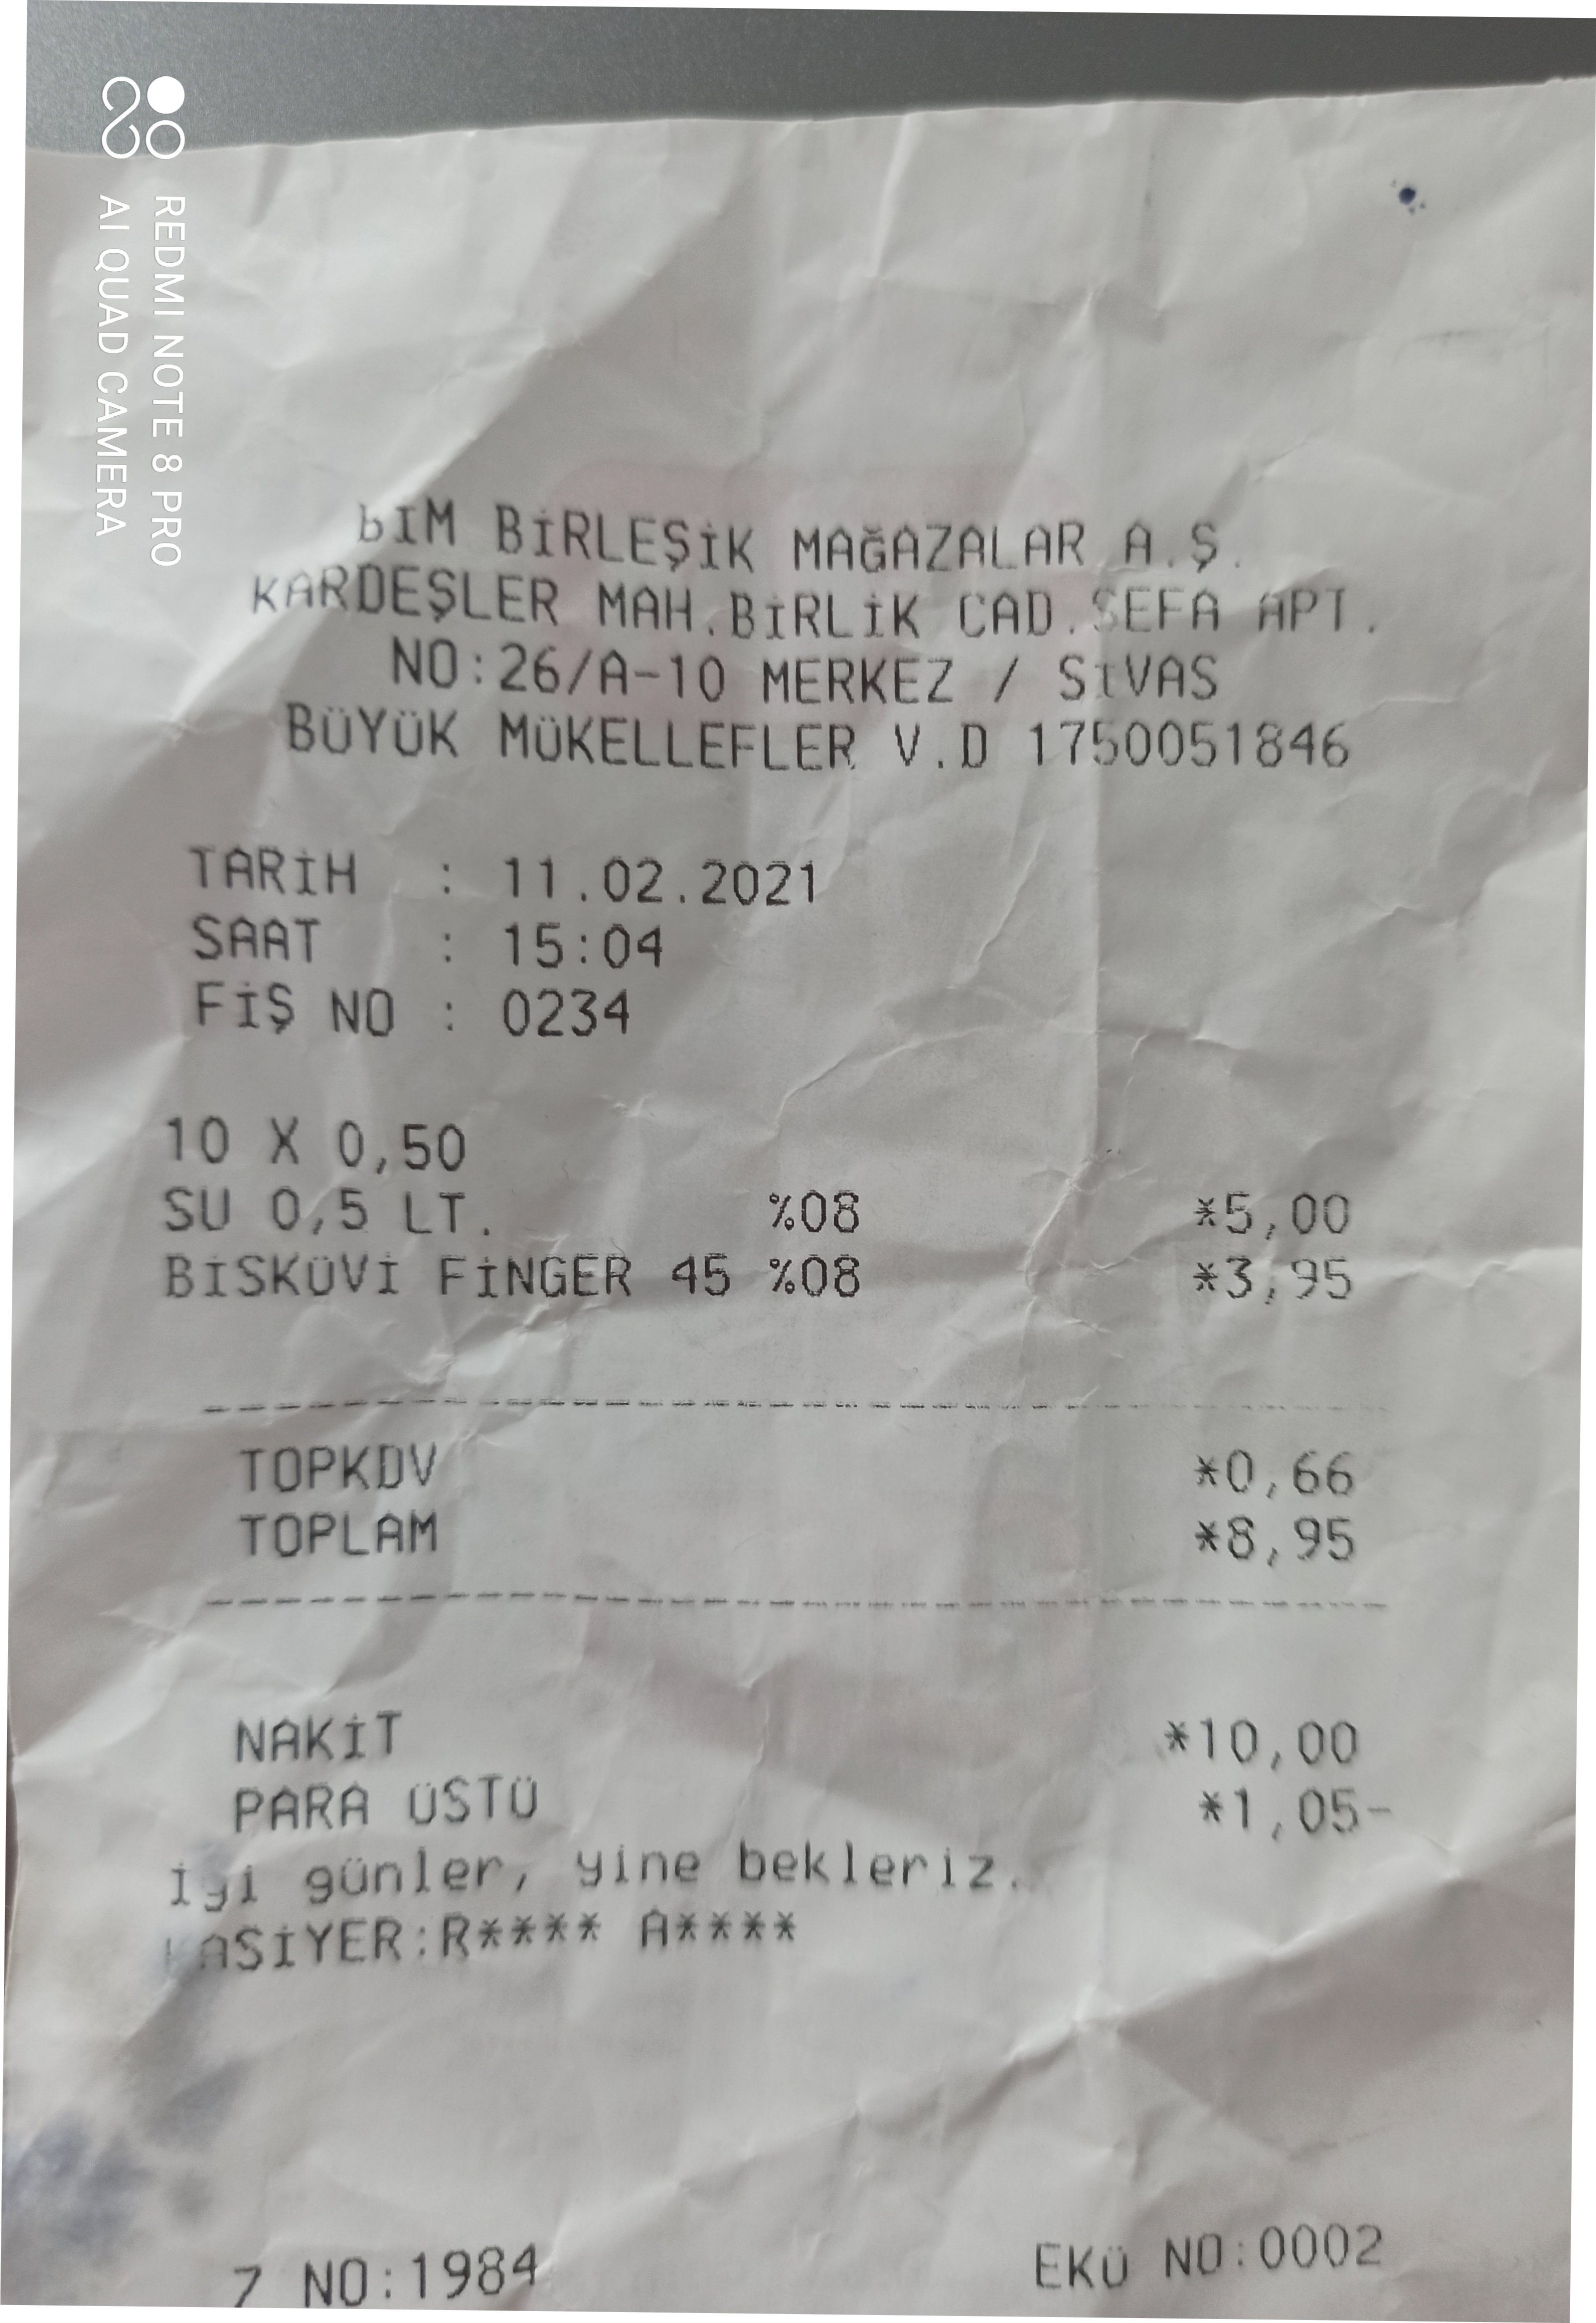 REDMI NOTE 8 PRO
AI QUAD CAMERA
BİM BİRLEŞİK MAĞAZALAR A.Ş.
KARDEŞLER MAH.BİRLİK CAD.SEFA APT.
NO:26/A-10 MERKEZ / SİVAS
BÜYÜK MÜKELLEFLER V.D 1750051846
TARİH : 11.02.2021
SAAT : 15:04
FİŞ NO : 0234
10 X 0,50
SU 0,5 LT. %08 *5,00
BİSKÜVİ FİNGER 45 %08 *3,95
TOPKDV *0,66
TOPLAM *8,95
NAKİT *10,00
PARA ÜSTÜ *1,05-
İyi günler, yine bekleriz.
KASİYER:R**** A****
Z NO:1984 EKÜ NO:0002